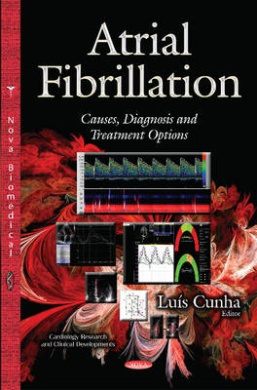 Atrial
Fibrillation
Causes, Diagnosis and
Treatment Options
Nova Biomedical
Luís Cunha
Editor
Cardiology Research
and Clinical Developments